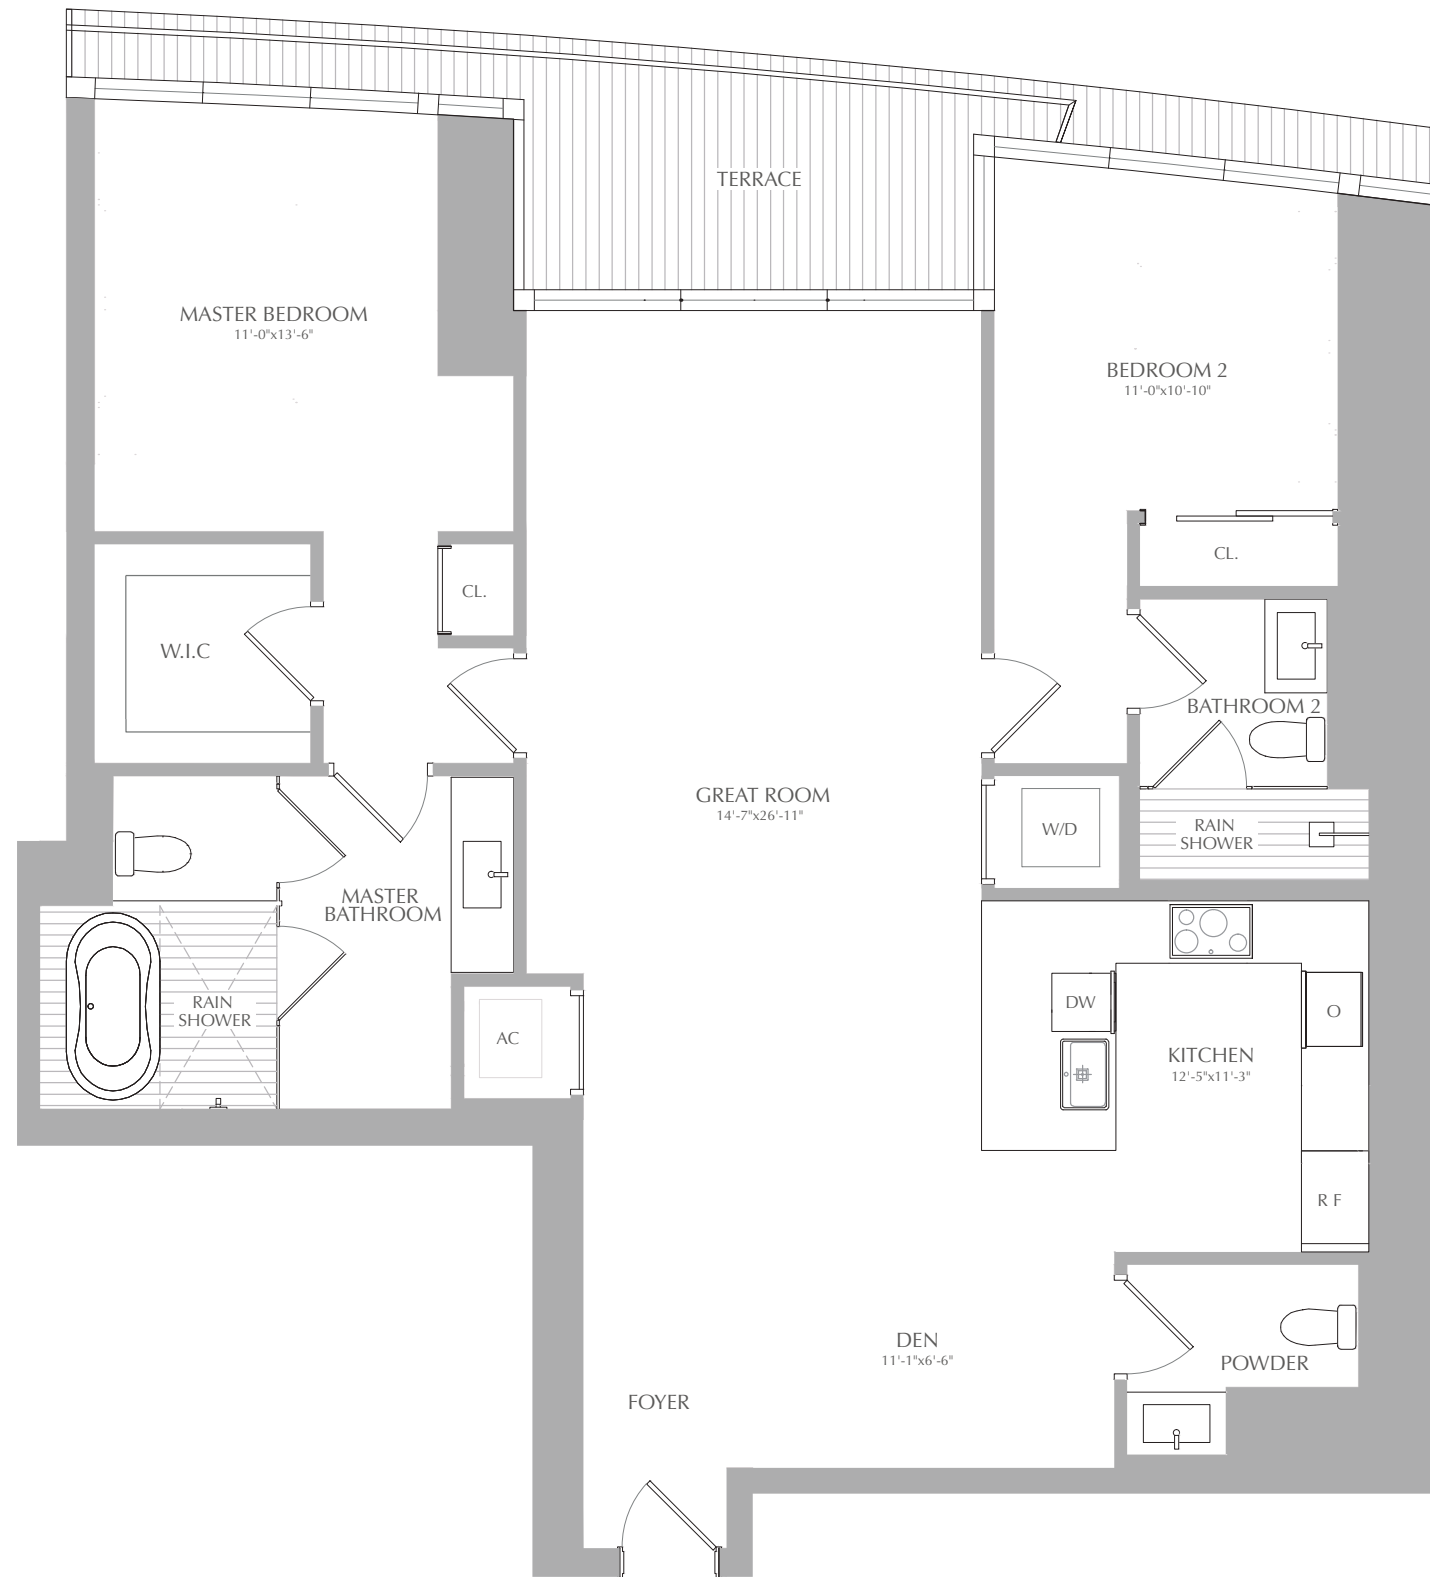 TERRACE
MASTER BEDROOM
11'-0"x13'-6"
BEDROOM 2
11'-0"x10'-10"
CL.
CL.
W.I.C
BATHROOM 2
GREAT ROOM
14'-7"x26'-11"
W/D
RAIN
SHOWER
MASTER
BATHROOM
RAIN
SHOWER
AC
DW
O
KITCHEN
12'-5"x11'-3"
R F
DEN
11'-1"x6'-6"
POWDER
FOYER